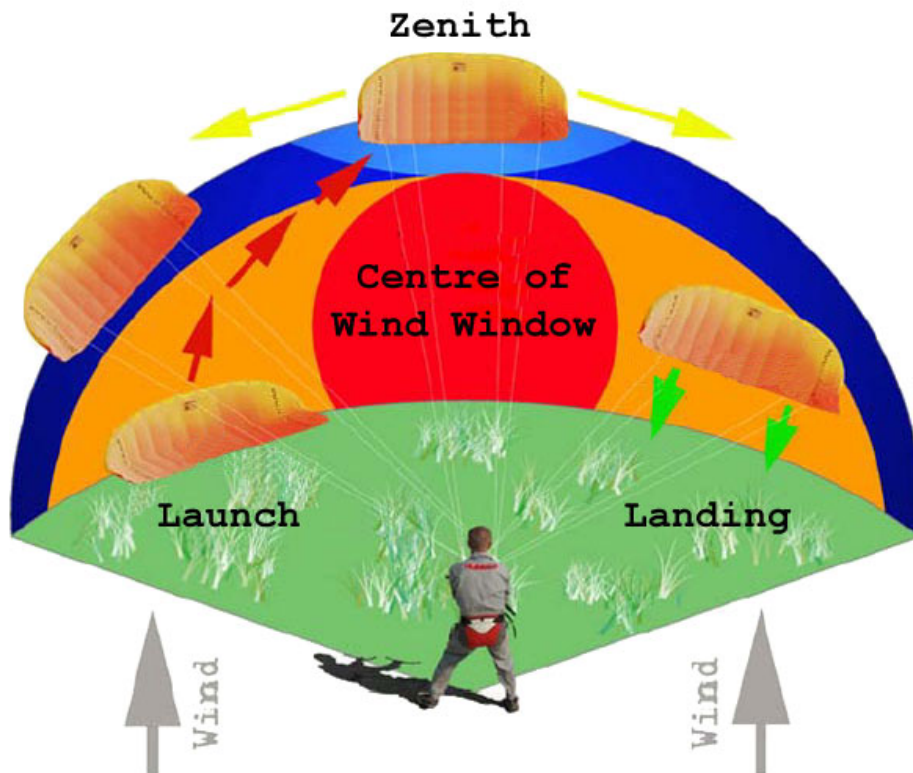 Zenith
Centre of
Wind Window
Launch
Landing
Wind
Wind